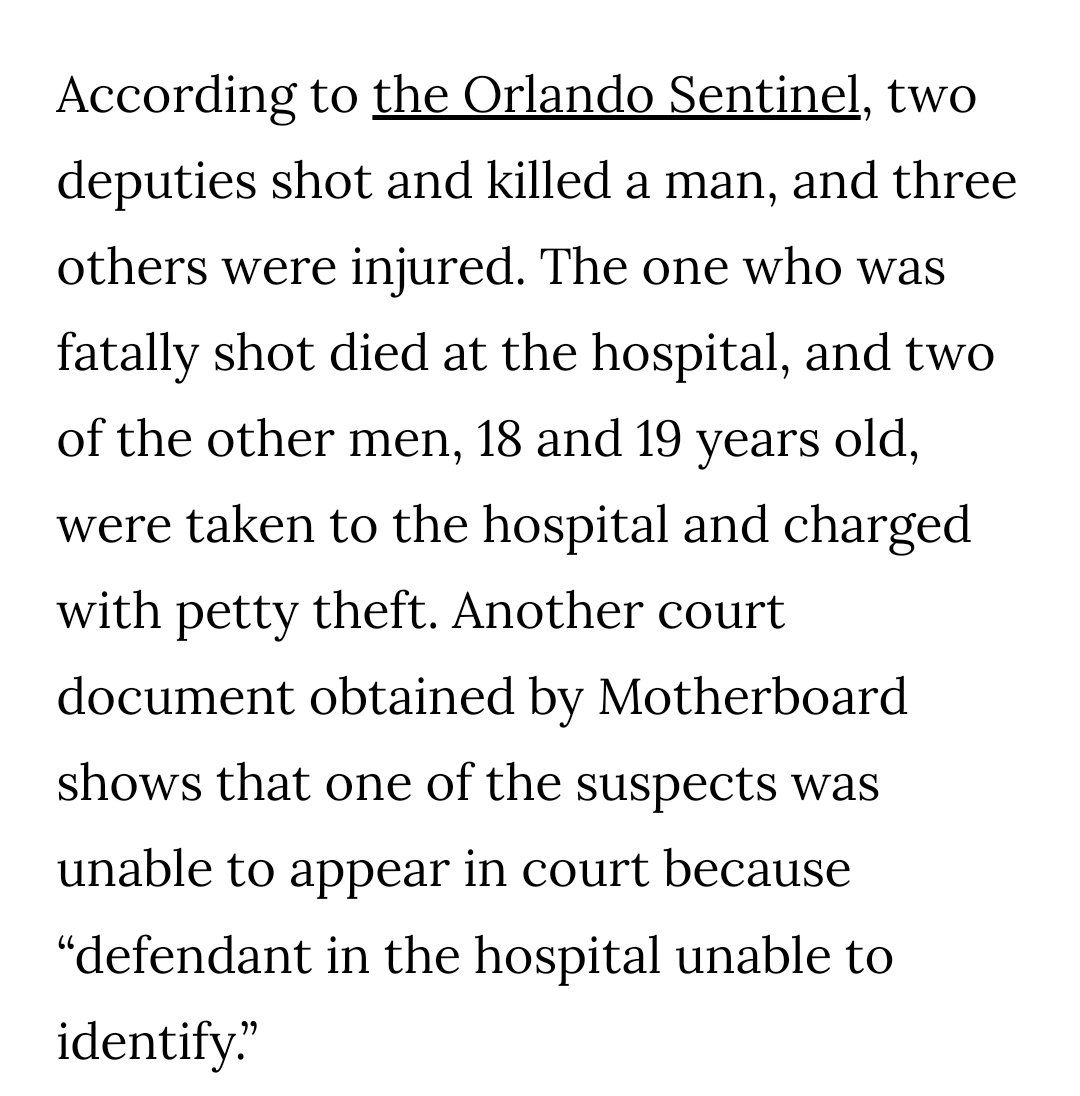 According to the Orlando Sentinel, two
deputies shot and killed a man, and three
others were injured. The one who was
fatally shot died at the hospital, and two
of the other men, 18 and 19 years old,
were taken to the hospital and charged
with petty theft. Another court
document obtained by Motherboard
shows that one of the suspects was
unable to appear in court because
“defendant in the hospital unable to
identify.”